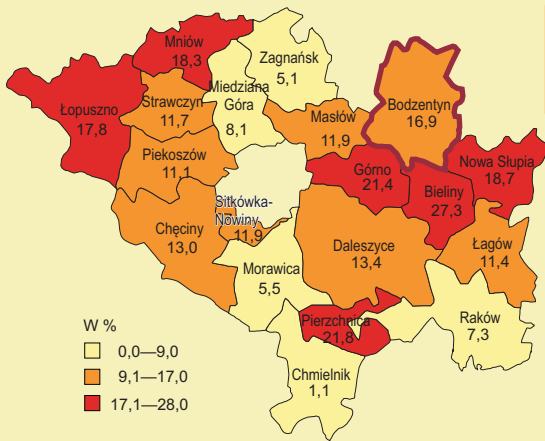 Mniów
18,3
Zagnańsk
5,1
Łopuszno
17,8
Strawczyn
11,7
Miedziana
Góra
8,1
Masłów
11,9
Bodzentyn
16,9
Piekoszów
11,1
Górno
21,4
Bieliny
27,3
Nowa Słupia
18,7
Sitkówka-
Nowiny
11,9
Chęciny
13,0
Daleszyce
13,4
Łagów
11,4
Morawica
5,5
Pierzchnica
21,8
Raków
7,3
Chmielnik
1,1
W %
0,0—9,0
9,1—17,0
17,1—28,0